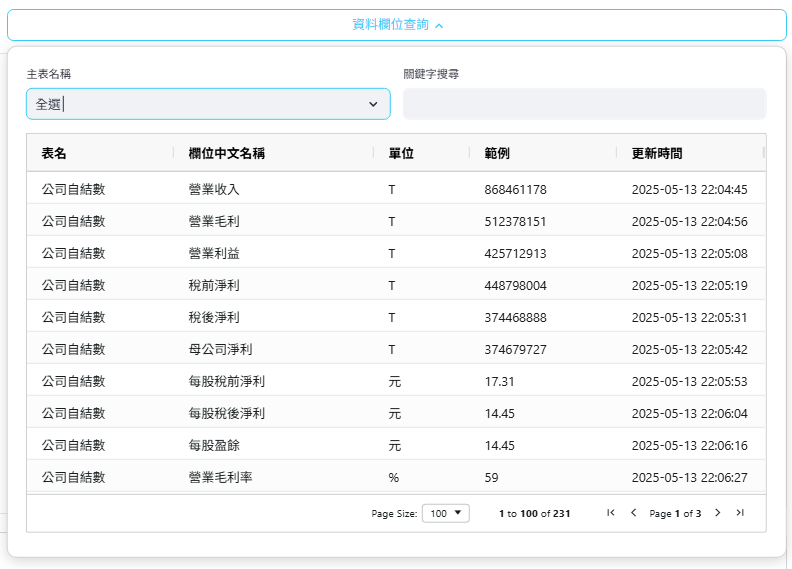 資料欄位查詢
主表名稱 關鍵字搜尋
全選
表名 欄位中文名稱 單位 範例 更新時間
公司自結數 營業收入 T 868461178 2025-05-13 22:04:45
公司自結數 營業毛利 T 512378151 2025-05-13 22:04:56
公司自結數 營業利益 T 425712913 2025-05-13 22:05:08
公司自結數 稅前淨利 T 448798004 2025-05-13 22:05:19
公司自結數 稅後淨利 T 374468888 2025-05-13 22:05:31
公司自結數 母公司淨利 T 374679727 2025-05-13 22:05:42
公司自結數 每股稅前淨利 元 17.31 2025-05-13 22:05:53
公司自結數 每股稅後淨利 元 14.45 2025-05-13 22:06:04
公司自結數 每股盈餘 元 14.45 2025-05-13 22:06:16
公司自結數 營業毛利率 % 59 2025-05-13 22:06:27
Page Size: 100 1 to 100 of 231 Page 1 of 3